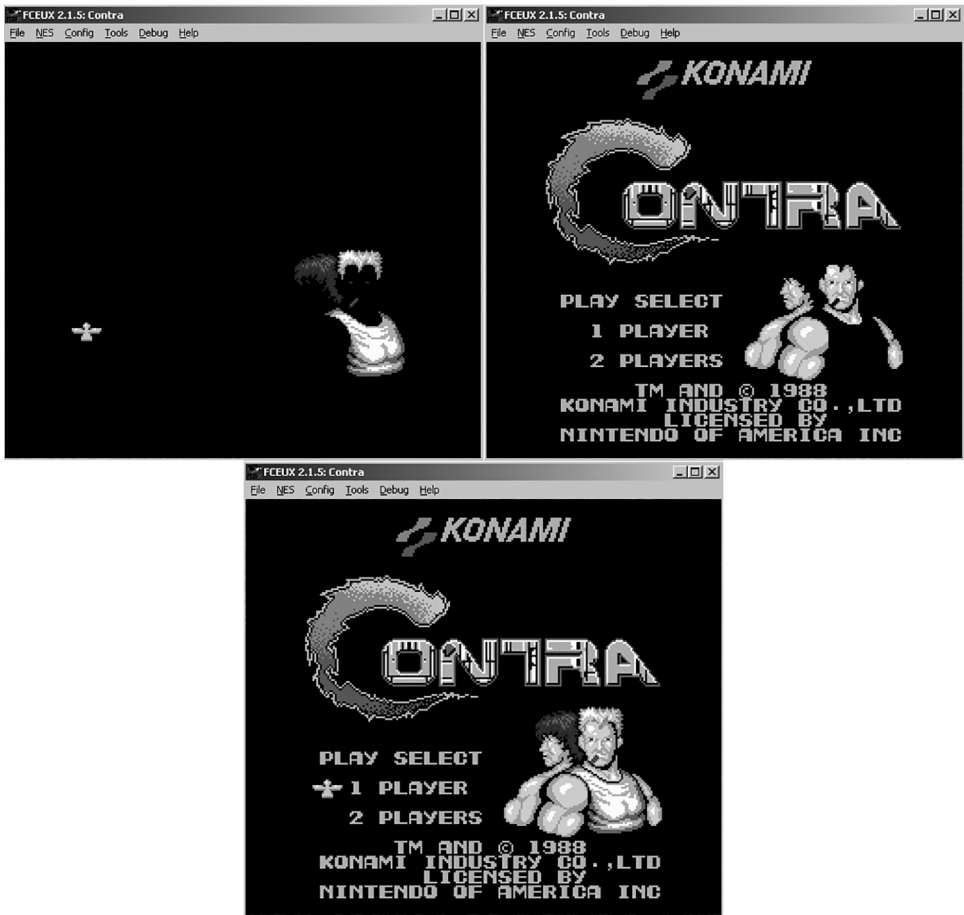 FCEUX 2.1.5: Contra
File NES Config Tools Debug Help
FCEUX 2.1.5: Contra
File NES Config Tools Debug Help
KONAMI
CONTRA
PLAY SELECT
1 PLAYER
2 PLAYERS
TM AND © 1988
KONAMI INDUSTRY CO.,LTD
LICENSED BY
NINTENDO OF AMERICA INC
FCEUX 2.1.5: Contra
File NES Config Tools Debug Help
KONAMI
CONTRA
PLAY SELECT
1 PLAYER
2 PLAYERS
TM AND © 1988
KONAMI INDUSTRY CO.,LTD
LICENSED BY
NINTENDO OF AMERICA INC